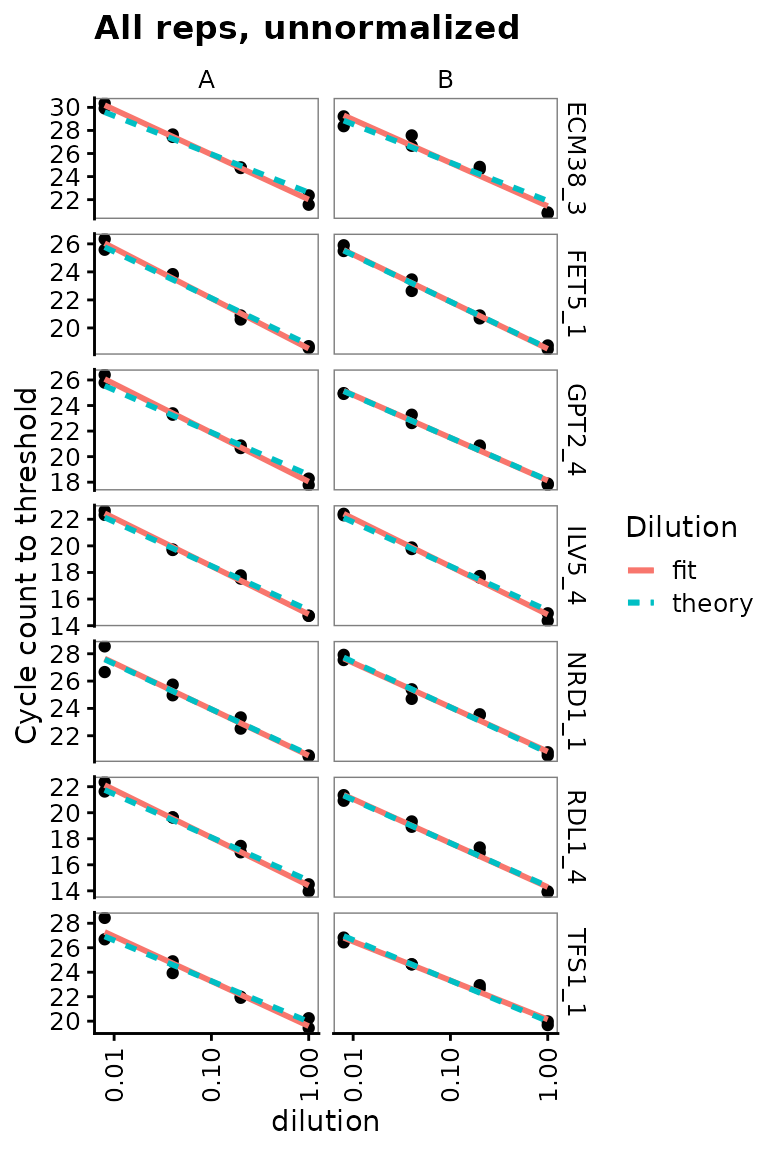 All reps, unnormalized
A
B
30
28
26
24
22
ECM38_3
26
24
22
20
FET5_1
26
24
22
20
18
GPT2_4
22
20
18
16
14
ILV5_4
28
26
24
22
NRD1_1
22
20
18
16
14
RDL1_4
28
26
24
22
20
TFS1_1
0.01
0.10
1.00
0.01
0.10
1.00
dilution
Cycle count to threshold
Dilution
fit
theory